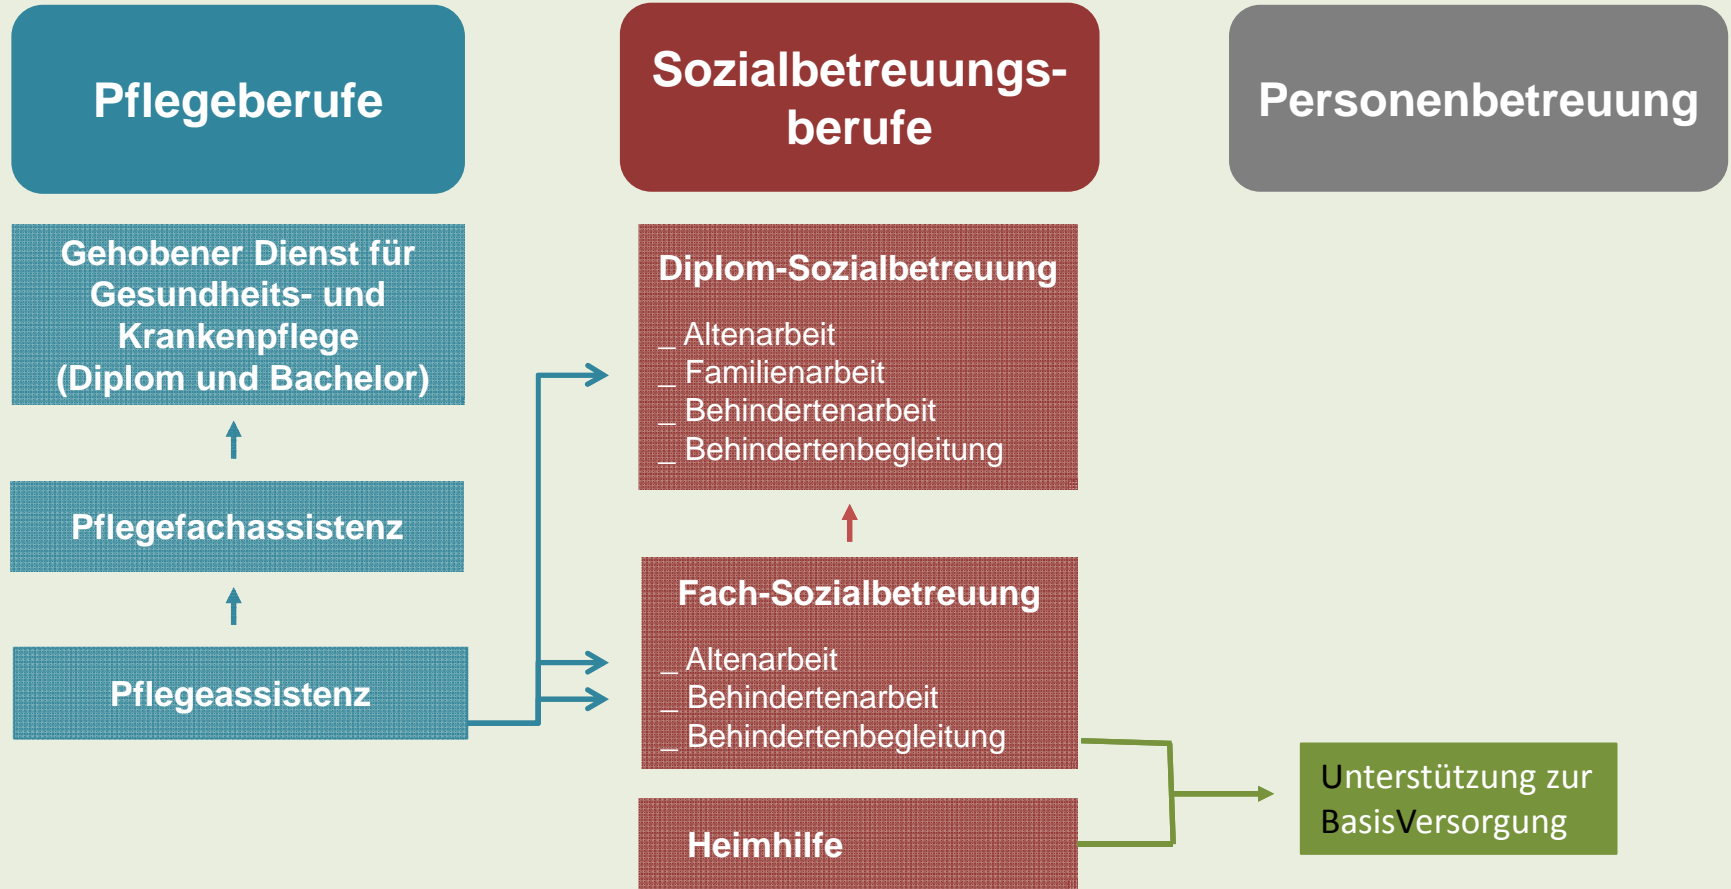 Pflegeberufe
Sozialbetreuungs-
berufe
Personenbetreuung
Gehobener Dienst für
Gesundheits- und
Krankenpflege
(Diplom und Bachelor)
Pflegefachassistenz
Pflegeassistenz
Diplom-Sozialbetreuung
_ Altenarbeit
_ Familienarbeit
_ Behindertenarbeit
_ Behindertenbegleitung
Fach-Sozialbetreuung
_ Altenarbeit
_ Behindertenarbeit
_ Behindertenbegleitung
Heimhilfe
Unterstützung zur
BasisVersorgung